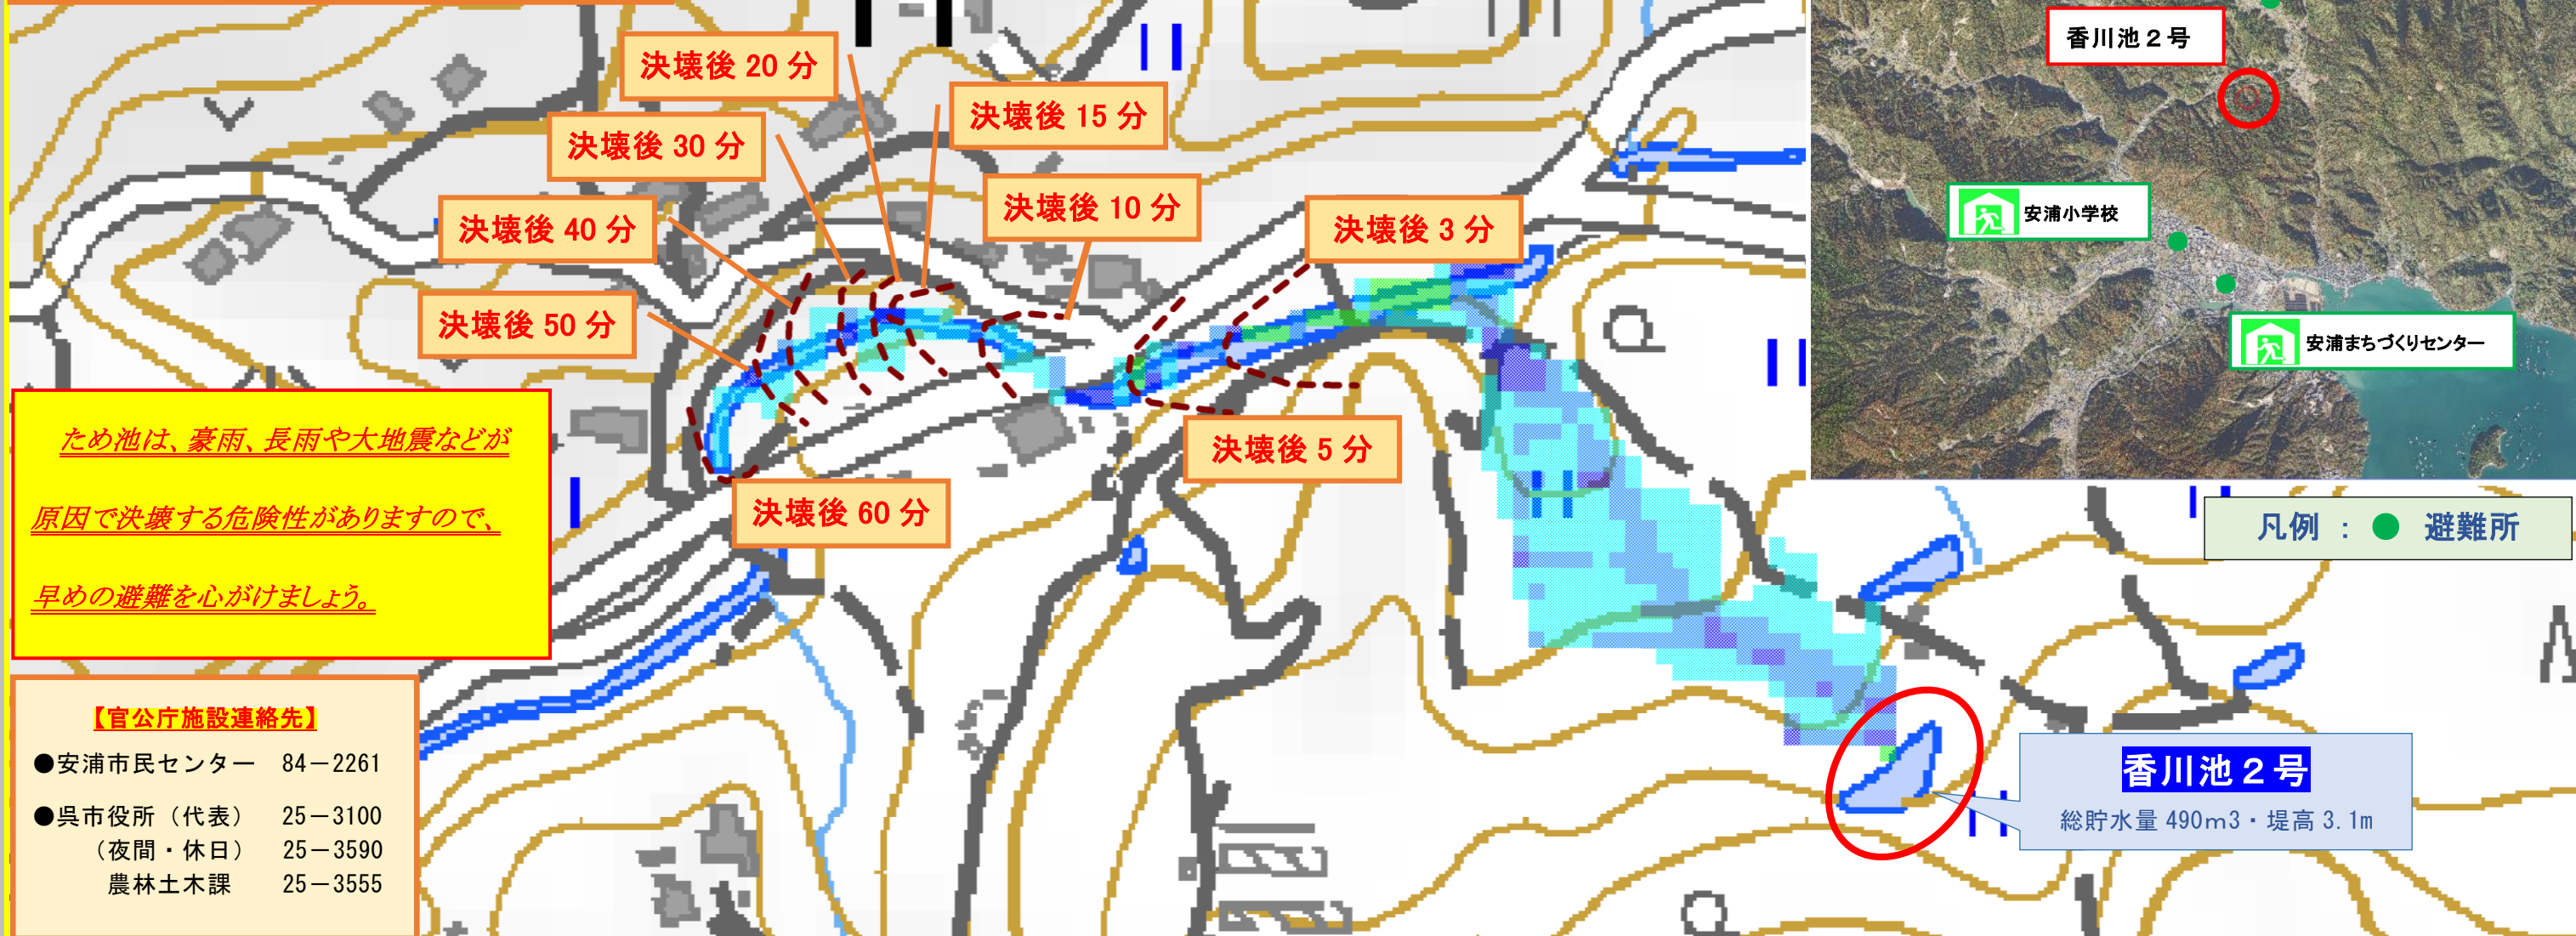 決壊後 20 分
決壊後 15 分
決壊後 30 分
決壊後 10 分
決壊後 40 分
決壊後 3 分
決壊後 50 分
決壊後 5 分
決壊後 60 分
香川池２号
安浦小学校
安浦まちづくりセンター
凡例 ： ● 避難所
ため池は、豪雨、長雨や大地震などが
原因で決壊する危険性がありますので、
早めの避難を心がけましょう。
【官公庁施設連絡先】
●安浦市民センター 84－2261
●呉市役所（代表） 25－3100
（夜間・休日） 25－3590
農林土木課 25－3555
香川池２号
総貯水量 490ｍ3・堤高 3.1m